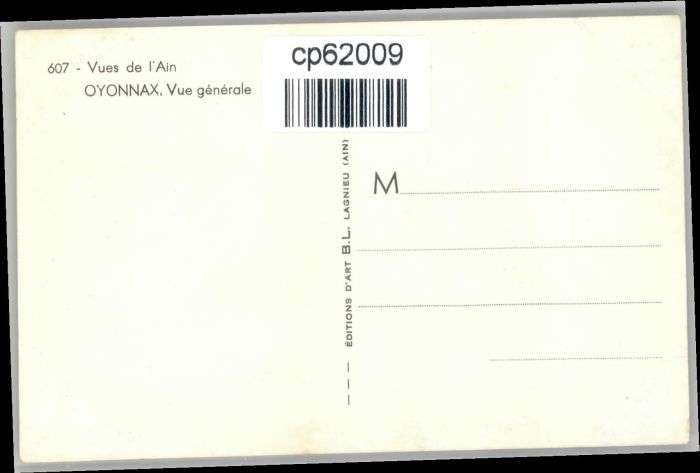 cp62009
607 - Vues de l'Ain
OYONNAX. Vue générale
M
ÉDITIONS D'ART B.L. LAGNIEU (AIN)